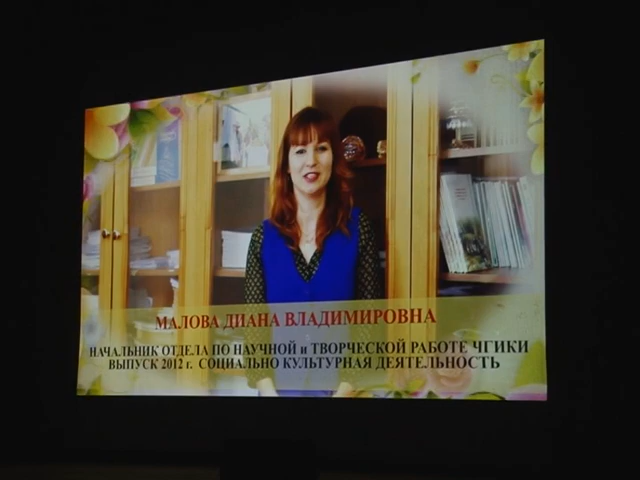 МАЛОВА ДИАНА ВЛАДИМИРОВНА
НАЧАЛЬНИК ОТДЕЛА ПО НАУЧНОЙ и ТВОРЧЕСКОЙ РАБОТЕ ЧГИКИ
ВЫПУСК 2012 г. СОЦИАЛЬНО КУЛЬТУРНАЯ ДЕЯТЕЛЬНОСТЬ